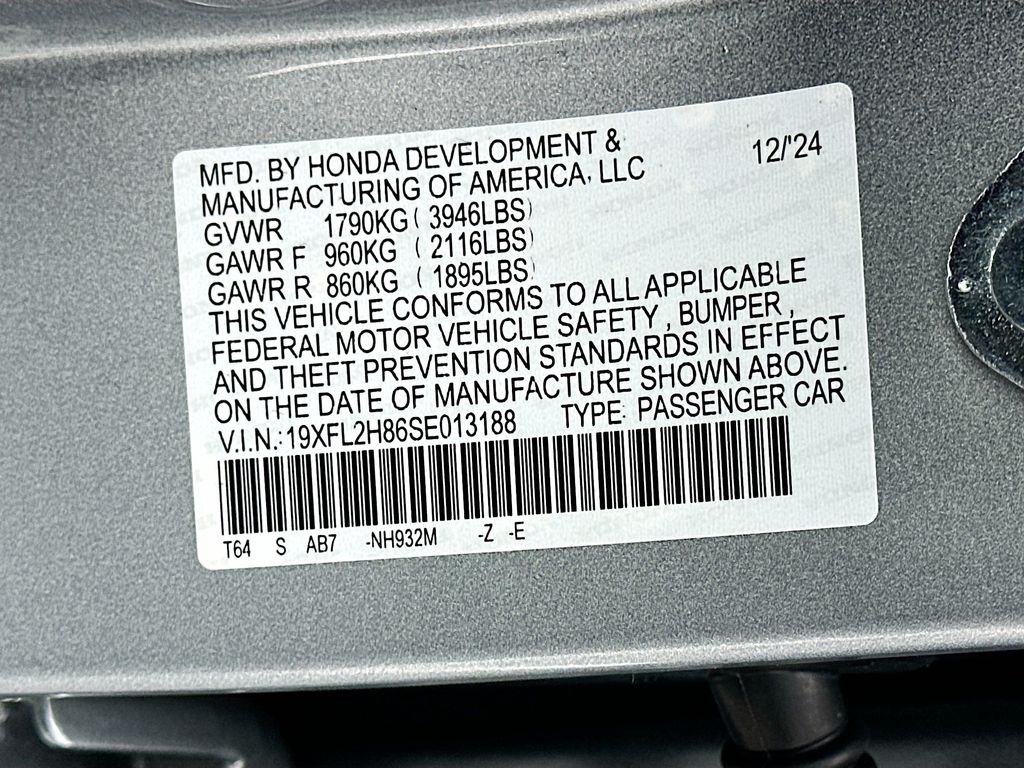 MFD. BY HONDA DEVELOPMENT &
MANUFACTURING OF AMERICA, LLC 12/'24
GVWR 1790KG ( 3946LBS)
GAWR F 960KG ( 2116LBS)
GAWR R 860KG ( 1895LBS)
THIS VEHICLE CONFORMS TO ALL APPLICABLE
FEDERAL MOTOR VEHICLE SAFETY, BUMPER,
AND THEFT PREVENTION STANDARDS IN EFFECT
ON THE DATE OF MANUFACTURE SHOWN ABOVE.
V.I.N.: 19XFL2H86SE013188 TYPE: PASSENGER CAR
T64 S AB7 -NH932M -Z -E